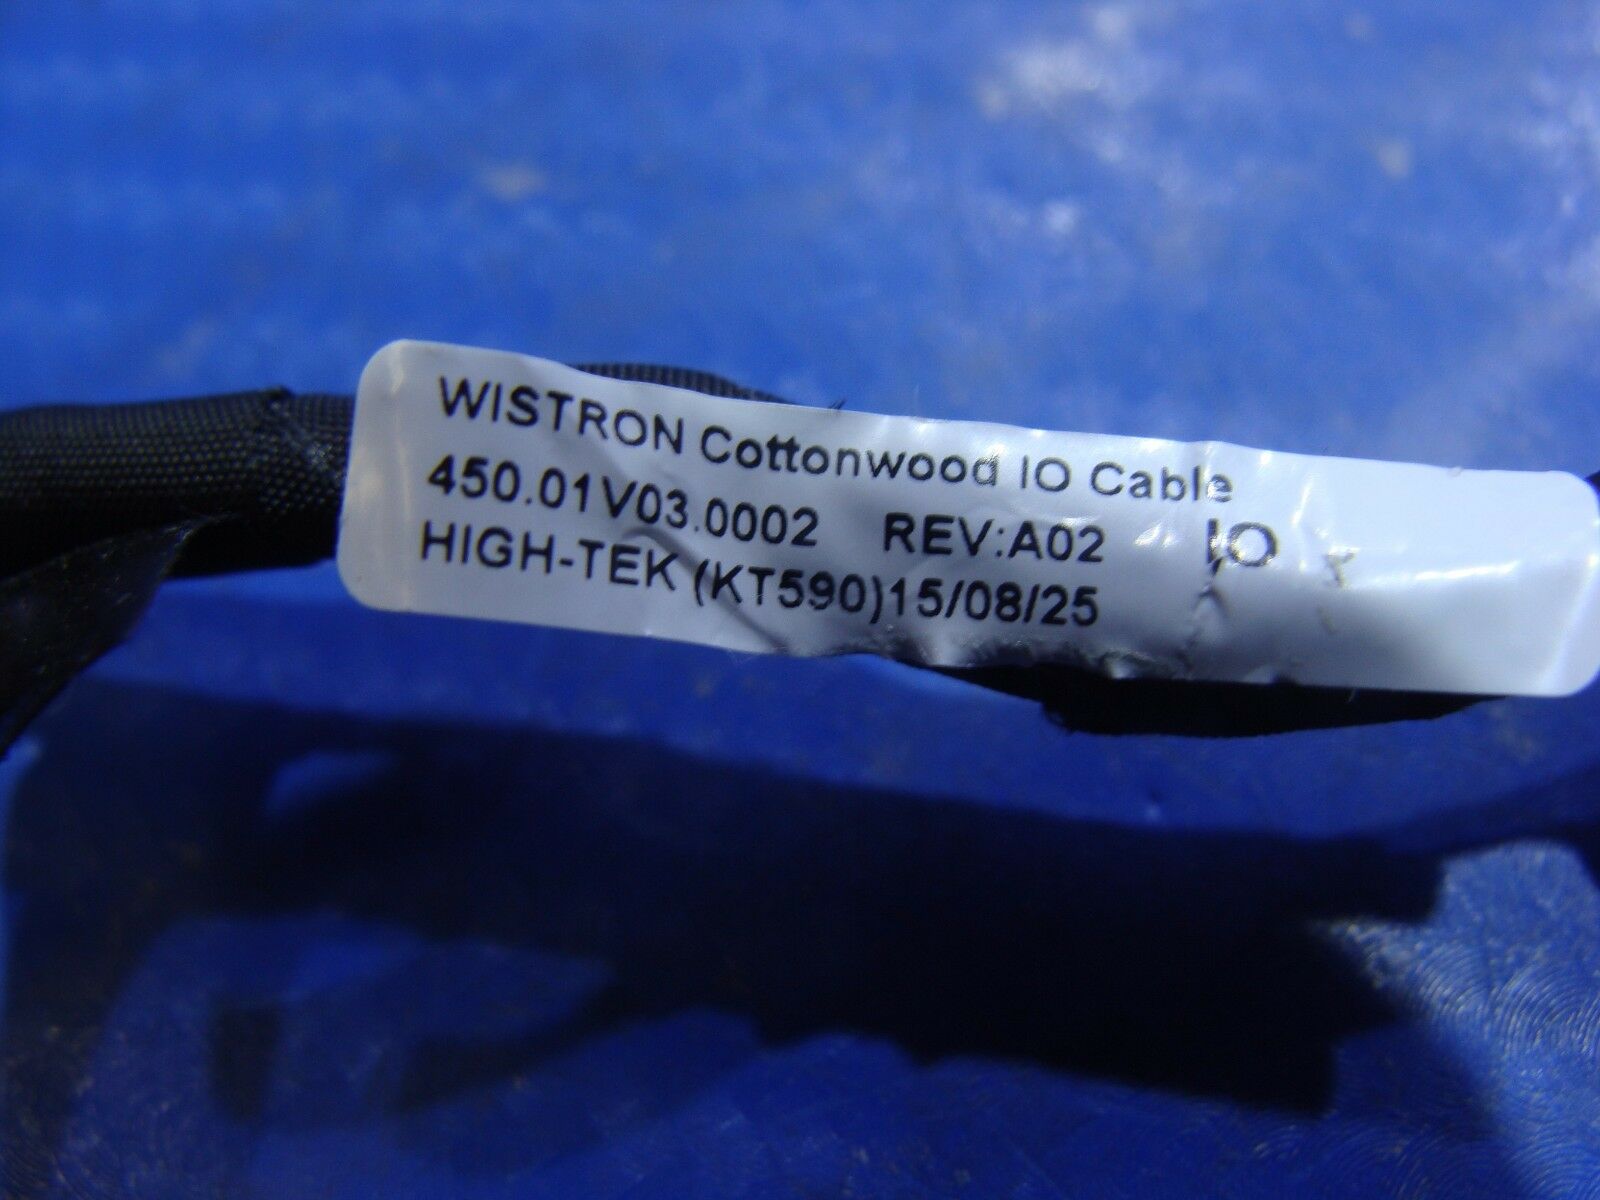 WISTRON Cottonwood IO Cable
450.01V03.0002 REV:A02 IO
HIGH-TEK (KT590)15/08/25